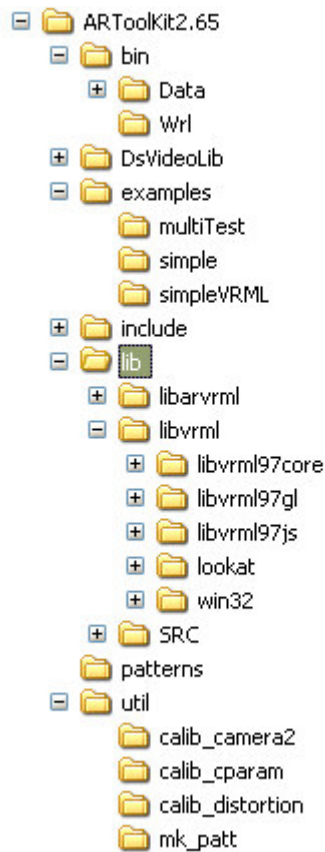 ARToolKit2.65
bin
Data
Wrl
DsVideoLib
examples
multiTest
simple
simpleVRML
include
lib
libarvrml
libvrml
libvrml97core
libvrml97gl
libvrml97js
lookat
win32
SRC
patterns
util
calib_camera2
calib_cparam
calib_distortion
mk_patt